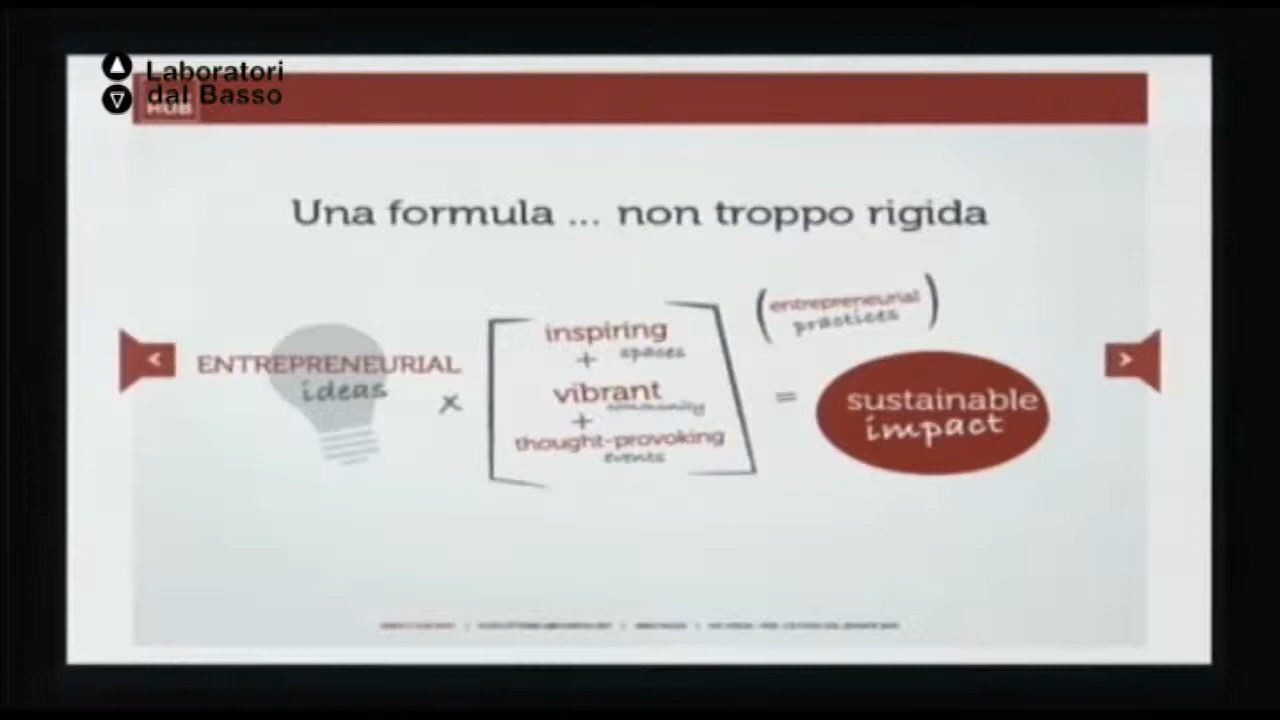 Laboratori
dal Basso
HUB
Una formula ... non troppo rigida
ENTREPRENEURIAL
ideas
x
inspiring
+ spaces
vibrant
community
+
thought-provoking
events
(entrepreneurial
practices)
=
sustainable
impact
<
>